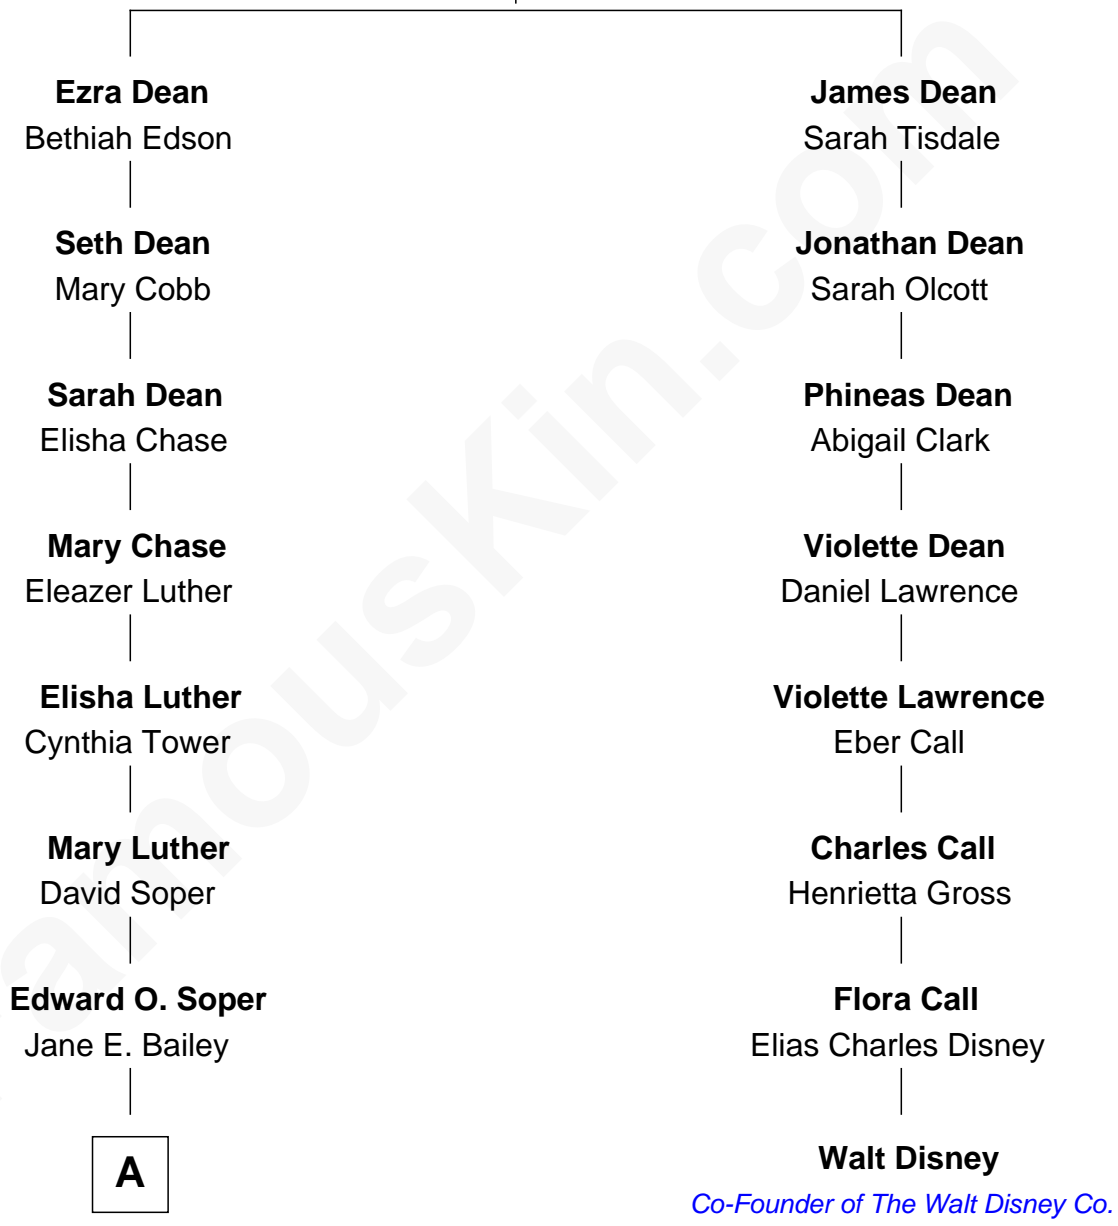 Ezra Dean
Bethiah Edson
Seth Dean
Mary Cobb
Sarah Dean
Elisha Chase
Mary Chase
Eleazer Luther
Elisha Luther
Cynthia Tower
Mary Luther
David Soper
Edward O. Soper
Jane E. Bailey
A
James Dean
Sarah Tisdale
Jonathan Dean
Sarah Olcott
Phineas Dean
Abigail Clark
Violette Dean
Daniel Lawrence
Violette Lawrence
Eber Call
Charles Call
Henrietta Gross
Flora Call
Elias Charles Disney
Walt Disney
Co-Founder of The Walt Disney Co.
amouskin.com